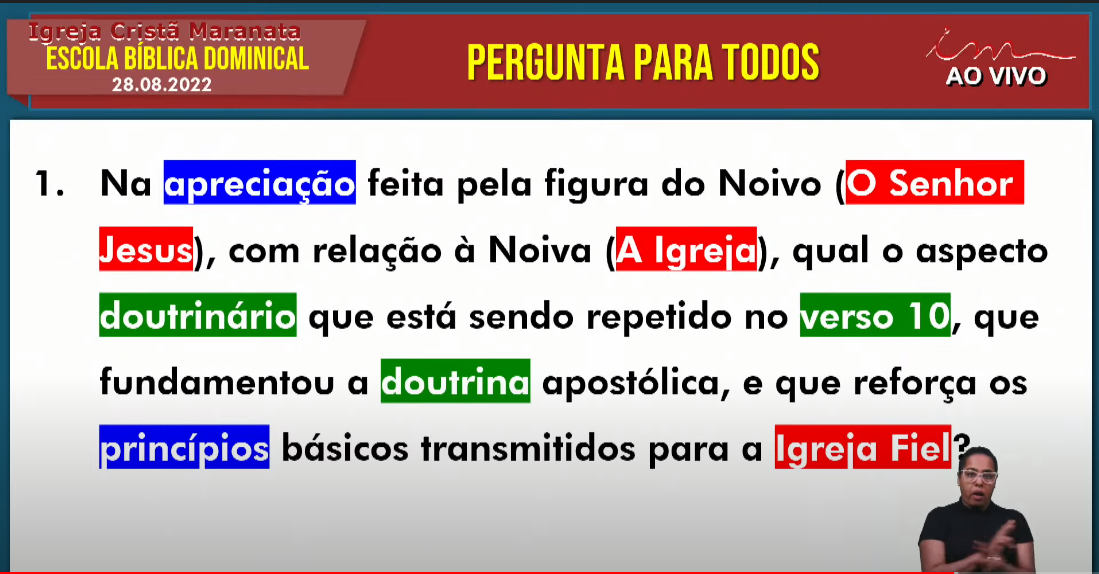 Igreja Cristã Maranata
ESCOLA BÍBLICA DOMINICAL
28.08.2022
PERGUNTA PARA TODOS
im
AO VIVO
1. Na apreciação feita pela figura do Noivo (O Senhor
Jesus), com relação à Noiva (A Igreja), qual o aspecto
doutrinário que está sendo repetido no verso 10, que
fundamentou a doutrina apostólica, e que reforça os
princípios básicos transmitidos para a Igreja Fiel?